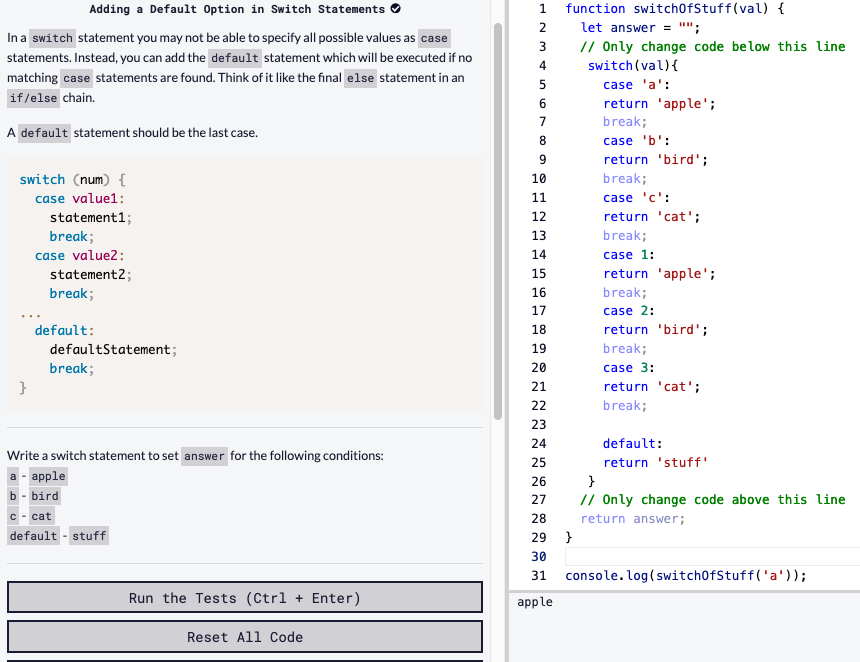 Adding a Default Option in Switch Statements
In a switch statement you may not be able to specify all possible values as case
statements. Instead, you can add the default statement which will be executed if no
matching case statements are found. Think of it like the final else statement in an
if/else chain.
A default statement should be the last case.
switch (num) {
  case value1:
    statement1;
    break;
  case value2:
    statement2;
    break;
...
  default:
    defaultStatement;
    break;
}
Write a switch statement to set answer for the following conditions:
a - apple
b - bird
c - cat
default - stuff
Run the Tests (Ctrl + Enter)
Reset All Code
1 function switchOfStuff(val) {
2   let answer = "";
3   // Only change code below this line
4    switch(val){
5      case 'a':
6      return 'apple';
7      break;
8      case 'b':
9      return 'bird';
10      break;
11      case 'c':
12      return 'cat';
13      break;
14      case 1:
15      return 'apple';
16      break;
17      case 2:
18      return 'bird';
19      break;
20      case 3:
21      return 'cat';
22      break;
23
24      default:
25      return 'stuff'
26    }
27   // Only change code above this line
28   return answer;
29 }
30
31 console.log(switchOfStuff('a'));
apple